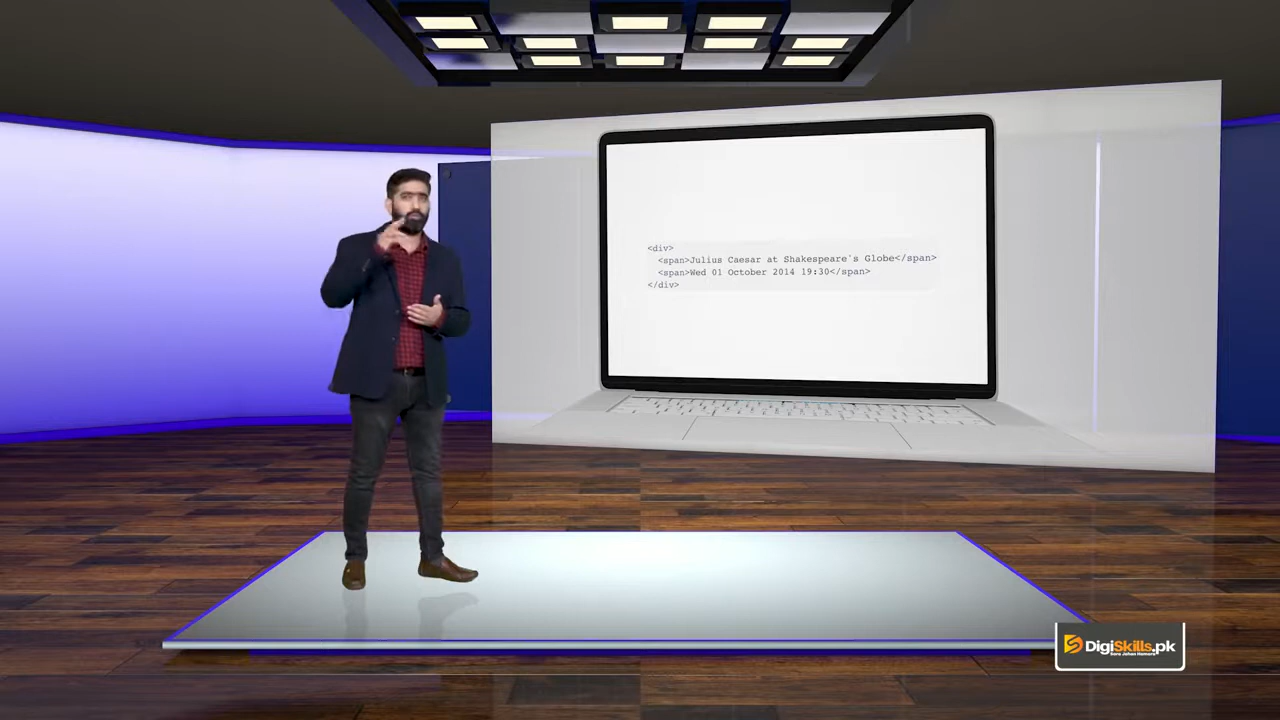 <div>
<span>Julius Caesar at Shakespeare's Globe</span>
<span>Wed 01 October 2014 19:30</span>
</div>
DigiSkills.pk